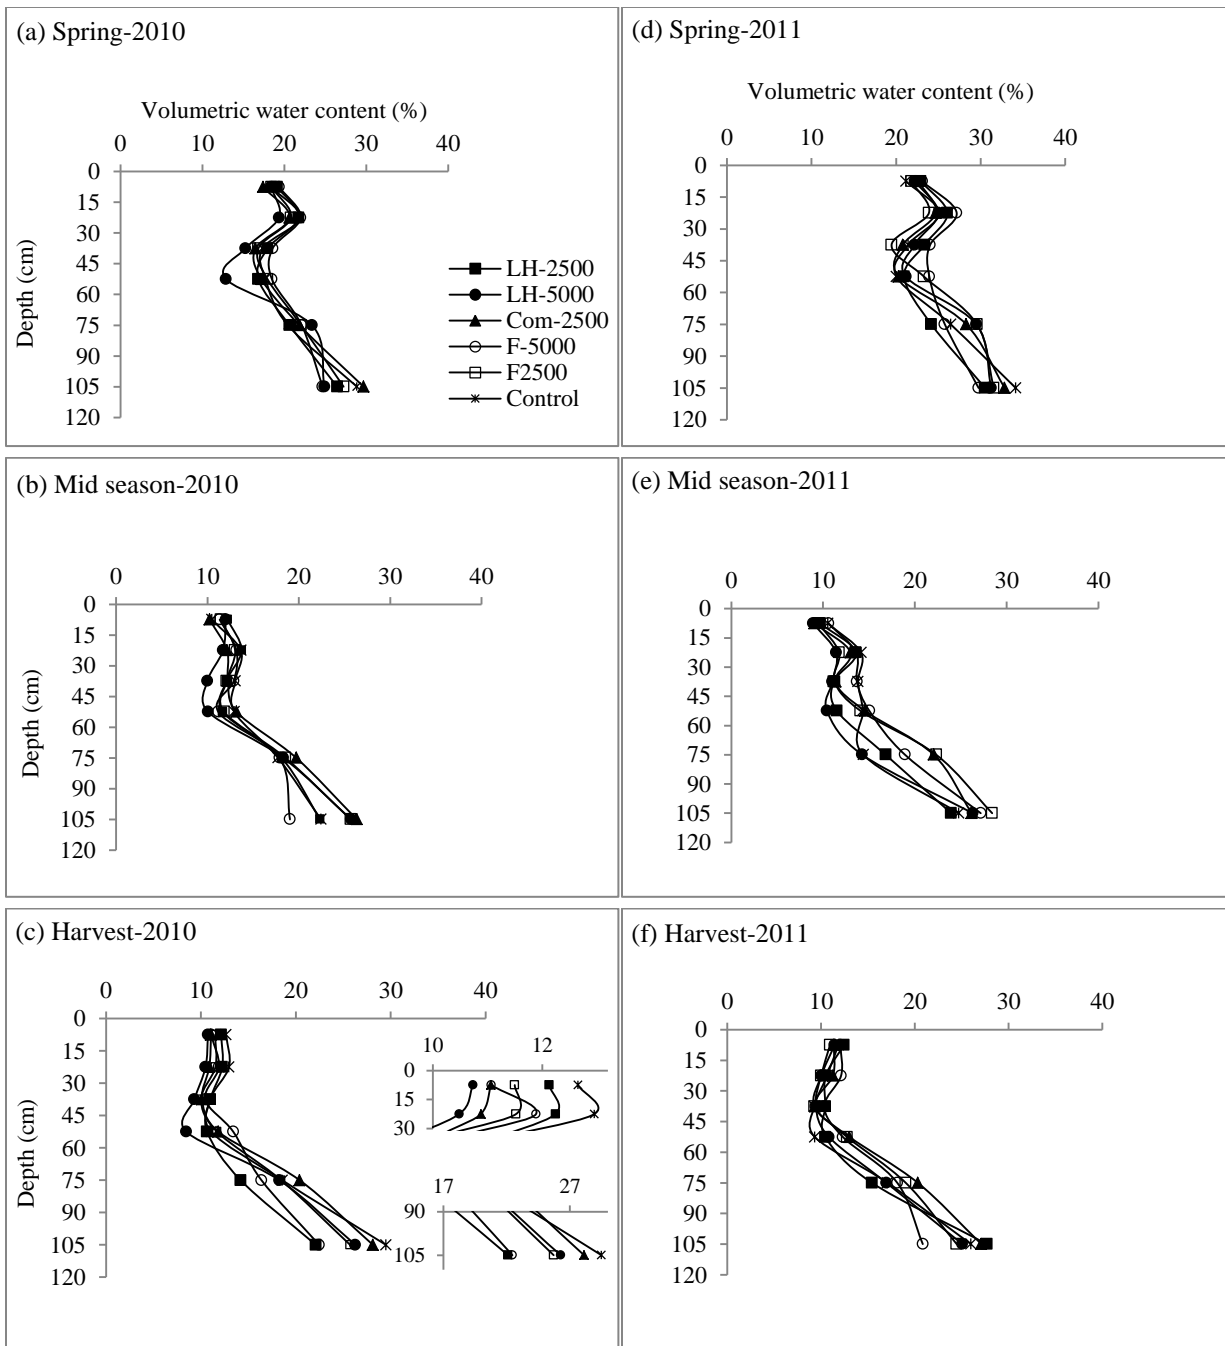 (a) Spring-2010
Volumetric water content (%)
0 10 20 30 40
0
15
30
45
60
75
90
105
120
Depth (cm)
LH-2500
LH-5000
Com-2500
F-5000
F2500
Control
(d) Spring-2011
Volumetric water content (%)
0 10 20 30 40
0
15
30
45
60
75
90
105
120
(b) Mid season-2010
0 10 20 30 40
0
15
30
45
60
75
90
105
120
Depth (cm)
(e) Mid season-2011
0 10 20 30 40
0
15
30
45
60
75
90
105
120
(c) Harvest-2010
0 10 20 30 40
0
15
30
45
60
75
90
105
120
Depth (cm)
10 12
0
15
30
17 27
90
105
(f) Harvest-2011
0 10 20 30 40
0
15
30
45
60
75
90
105
120